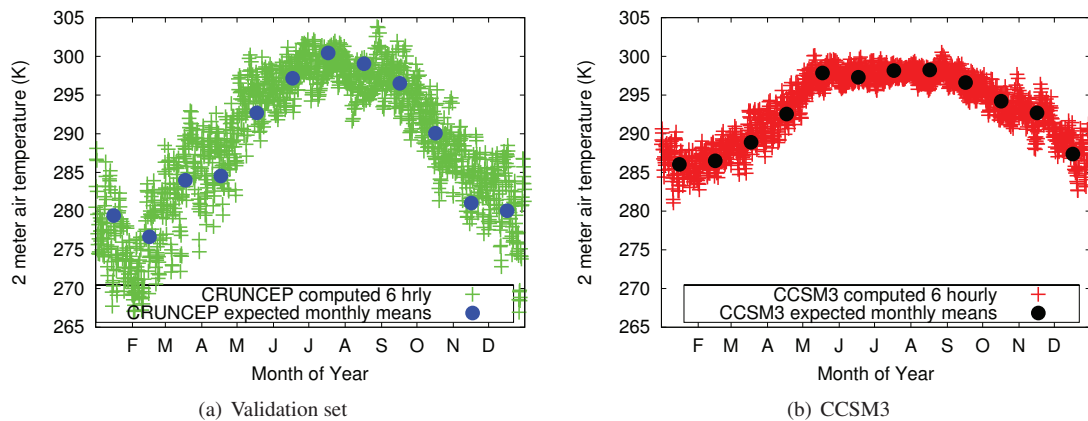 2 meter air temperature (K)
305
300
295
290
285
280
275
270
265
CRUNCEP computed 6 hrly
CRUNCEP expected monthly means
F M A M J J A S O N D
Month of Year
(a) Validation set
2 meter air temperature (K)
305
300
295
290
285
280
275
270
265
CCSM3 computed 6 hourly
CCSM3 expected monthly means
F M A M J J A S O N D
Month of Year
(b) CCSM3